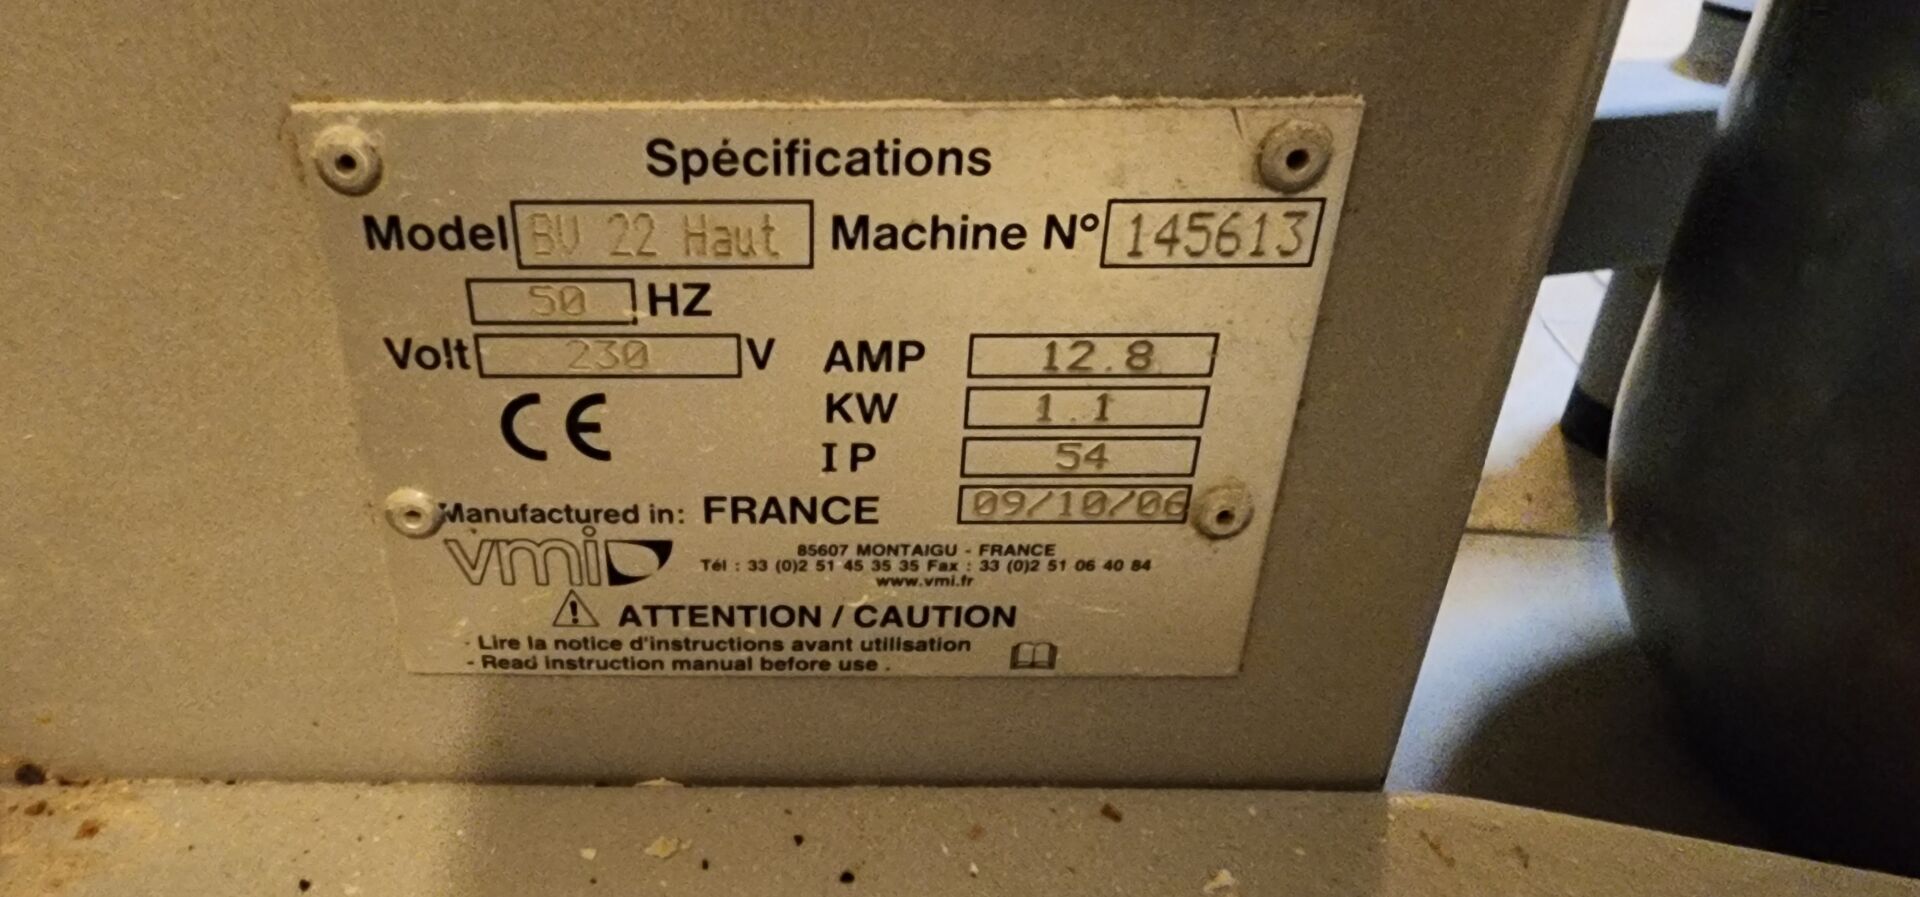 Spécifications
Model BV 22 Haut Machine N° 145613
50 HZ
Volt 230 V AMP 12.8
KW 1.1
CE
IP 54
Manufactured in: FRANCE 09/10/06
vmi
85607 MONTAIGU - FRANCE
Tél : 33 (0)2 51 45 35 35 Fax : 33 (0)2 51 06 40 84
www.vmi.fr
ATTENTION / CAUTION
- Lire la notice d'instructions avant utilisation
- Read instruction manual before use .